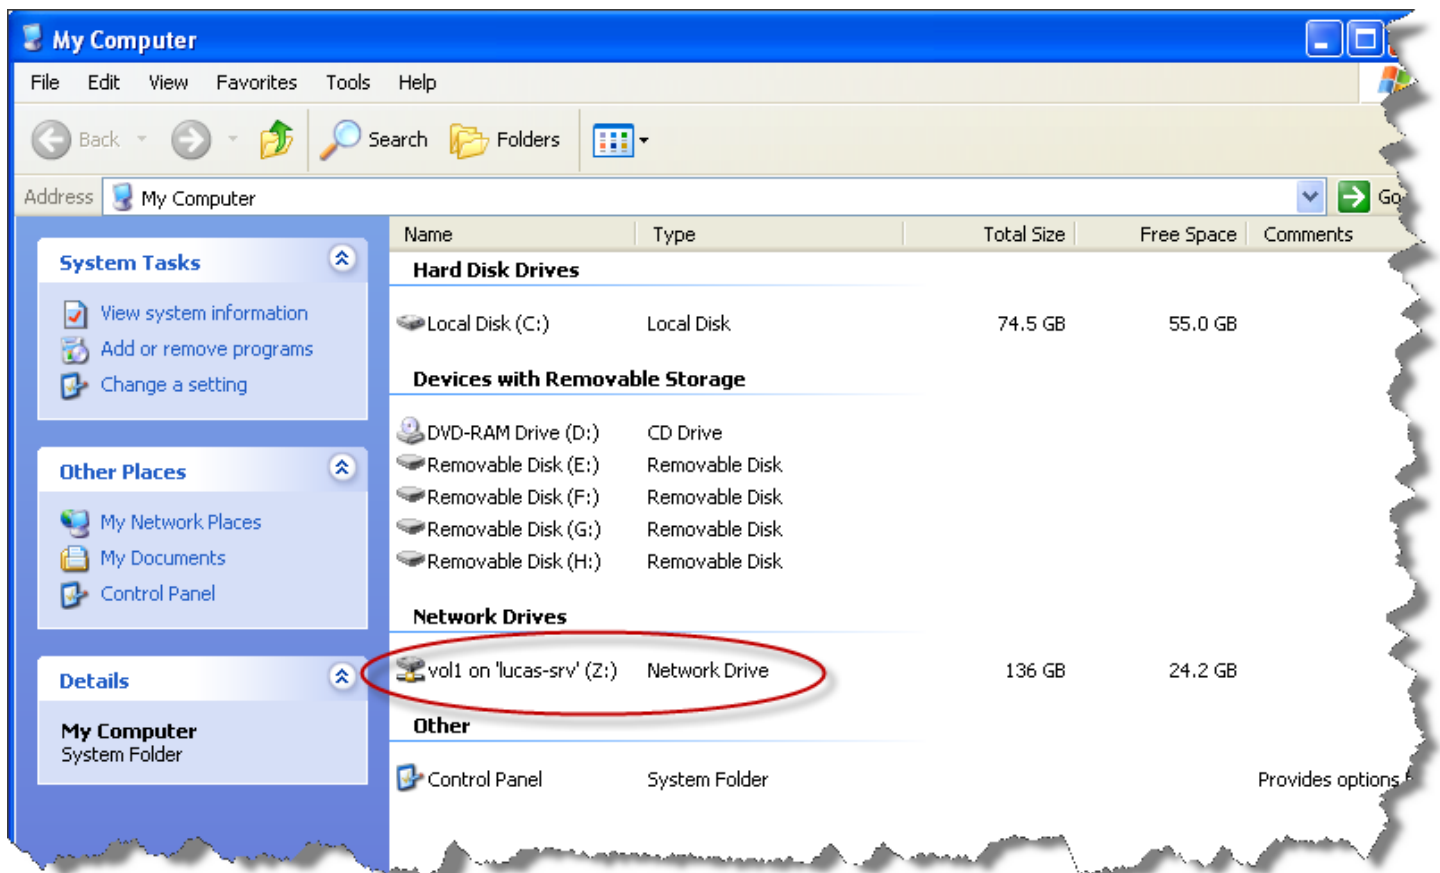 My Computer
File Edit View Favorites Tools Help
Back Search Folders
Address My Computer Go
System Tasks
View system information
Add or remove programs
Change a setting
Other Places
My Network Places
My Documents
Control Panel
Details
My Computer
System Folder
Name Type Total Size Free Space Comments
Hard Disk Drives
Local Disk (C:) Local Disk 74.5 GB 55.0 GB
Devices with Removable Storage
DVD-RAM Drive (D:) CD Drive
Removable Disk (E:) Removable Disk
Removable Disk (F:) Removable Disk
Removable Disk (G:) Removable Disk
Removable Disk (H:) Removable Disk
Network Drives
vol1 on 'lucas-srv' (Z:) Network Drive 136 GB 24.2 GB
Other
Control Panel System Folder Provides options